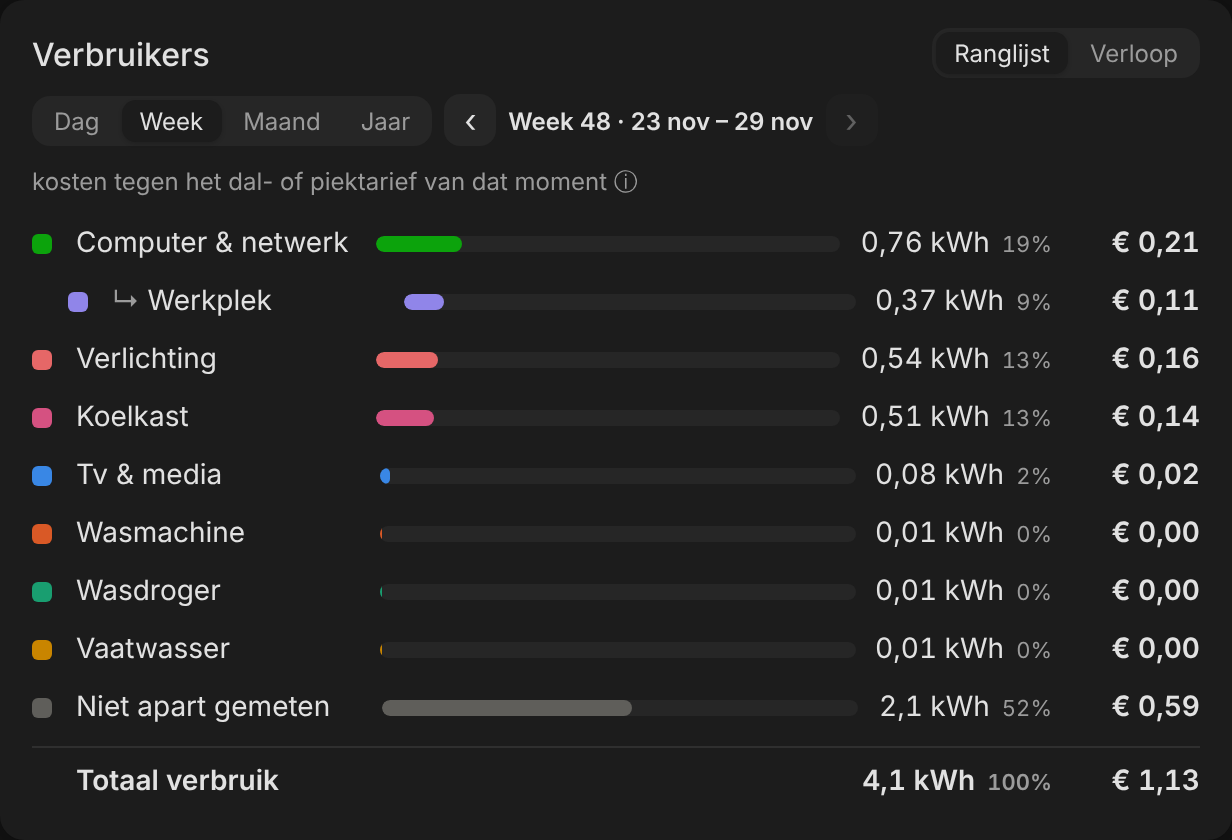 Verbruikers
Ranglijst Verloop
Dag Week Maand Jaar ‹ Week 48 · 23 nov – 29 nov ›
kosten tegen het dal- of piektarief van dat moment ⓘ
Computer & netwerk 0,76 kWh 19% € 0,21
↳ Werkplek 0,37 kWh 9% € 0,11
Verlichting 0,54 kWh 13% € 0,16
Koelkast 0,51 kWh 13% € 0,14
Tv & media 0,08 kWh 2% € 0,02
Wasmachine 0,01 kWh 0% € 0,00
Wasdroger 0,01 kWh 0% € 0,00
Vaatwasser 0,01 kWh 0% € 0,00
Niet apart gemeten 2,1 kWh 52% € 0,59
Totaal verbruik 4,1 kWh 100% € 1,13